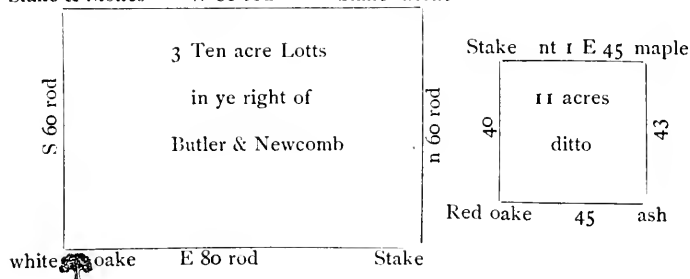 3 Ten acre Lotts
in ye right of
Butler & Newcomb
S 60 rod
n 60 rod
white oake E 80 rod Stake
Stake nt 1 E 45 maple
11 acres
ditto
40
43
Red oake 45 ash